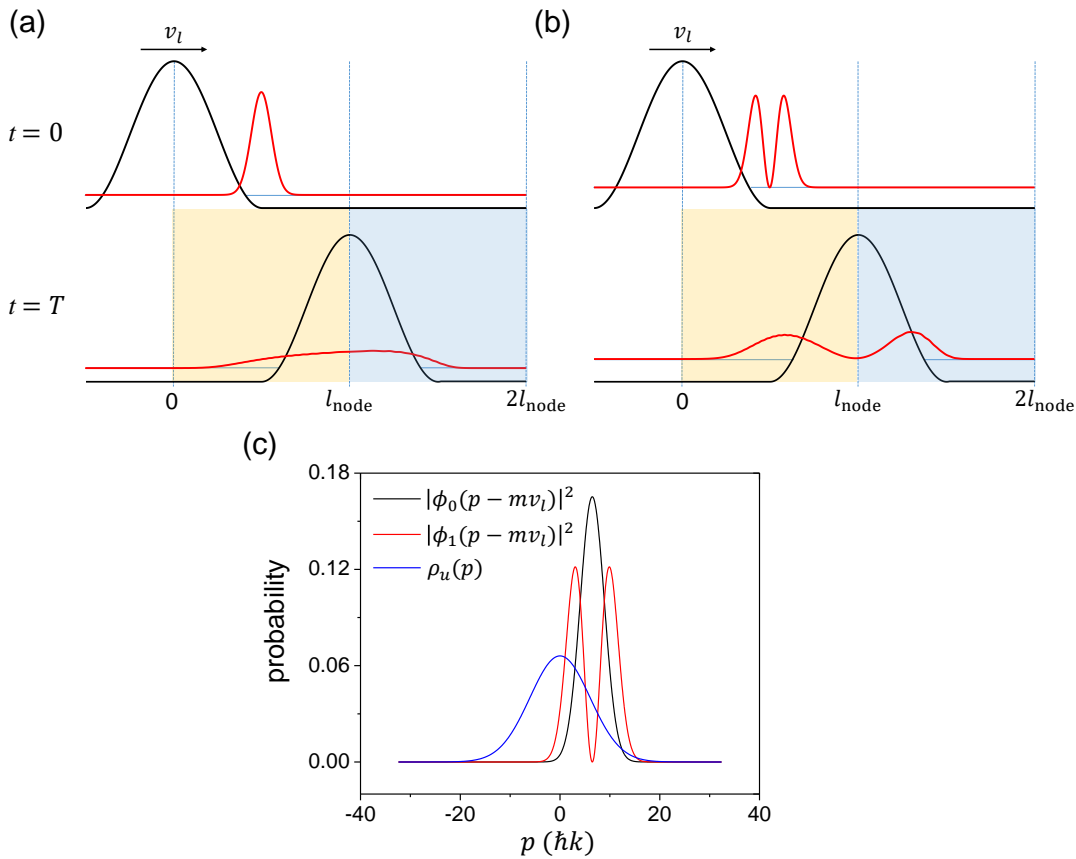 (a)
(b)
v_l
v_l
t = 0
t = T
0
l_node
2l_node
0
l_node
2l_node
(c)
0.18
0.12
0.06
0.00
probability
|ϕ_0(p − mv_l)|^2
|ϕ_1(p − mv_l)|^2
ρ_u(p)
-40
-20
0
20
40
p (ℏk)